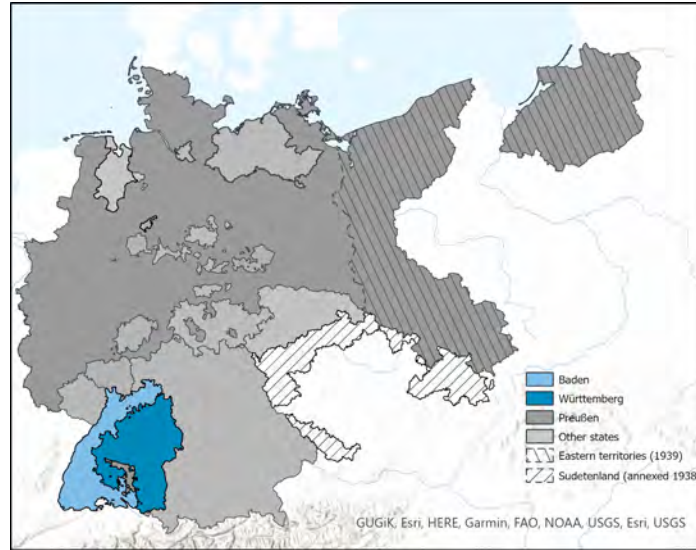 Baden
Württemberg
Preußen
Other states
Eastern territories (1939)
Sudetenland (annexed 1938
GUGiK, Esri, HERE, Garmin, FAO, NOAA, USGS, Esri, USGS